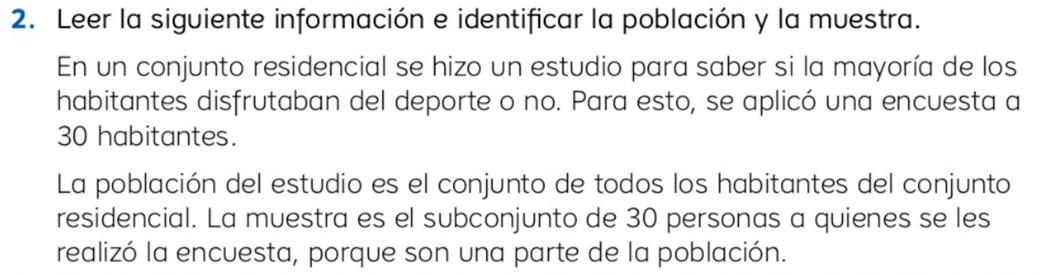 2. Leer la siguiente información e identificar la población y la muestra.
En un conjunto residencial se hizo un estudio para saber si la mayoría de los
habitantes disfrutaban del deporte o no. Para esto, se aplicó una encuesta a
30 habitantes.
La población del estudio es el conjunto de todos los habitantes del conjunto
residencial. La muestra es el subconjunto de 30 personas a quienes se les
realizó la encuesta, porque son una parte de la población.